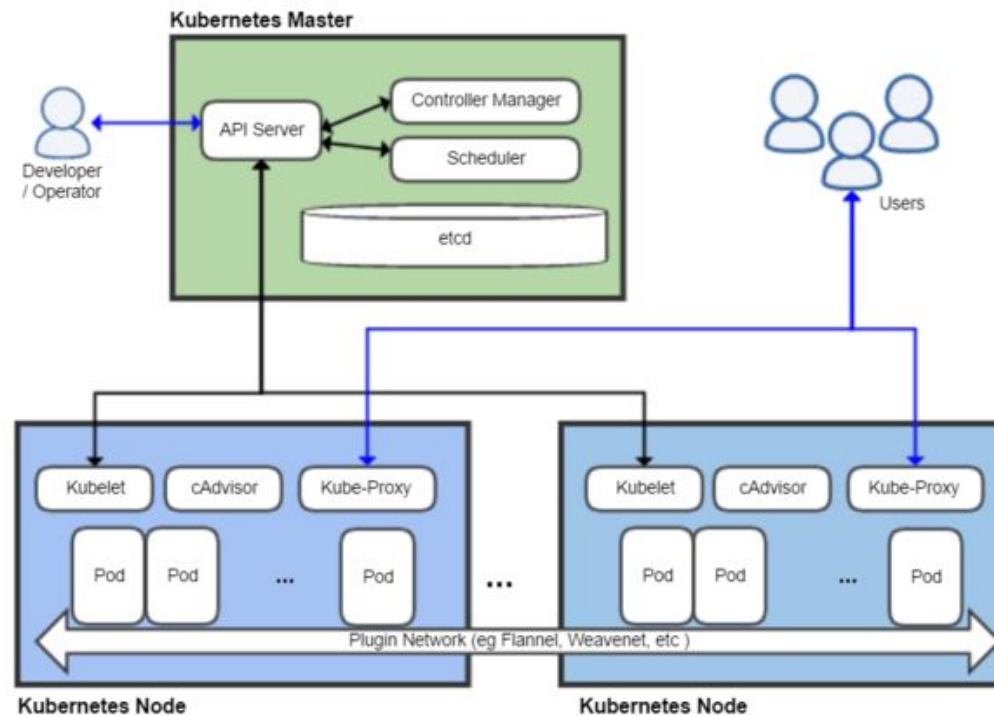 Kubernetes Master
API Server
Controller Manager
Scheduler
etcd
Developer
/ Operator
Users
Kubelet
cAdvisor
Kube-Proxy
Pod
Pod
...
Pod
...
Kubelet
cAdvisor
Kube-Proxy
Pod
Pod
...
Pod
Plugin Network (eg Flannel, Weavenet, etc )
Kubernetes Node
Kubernetes Node